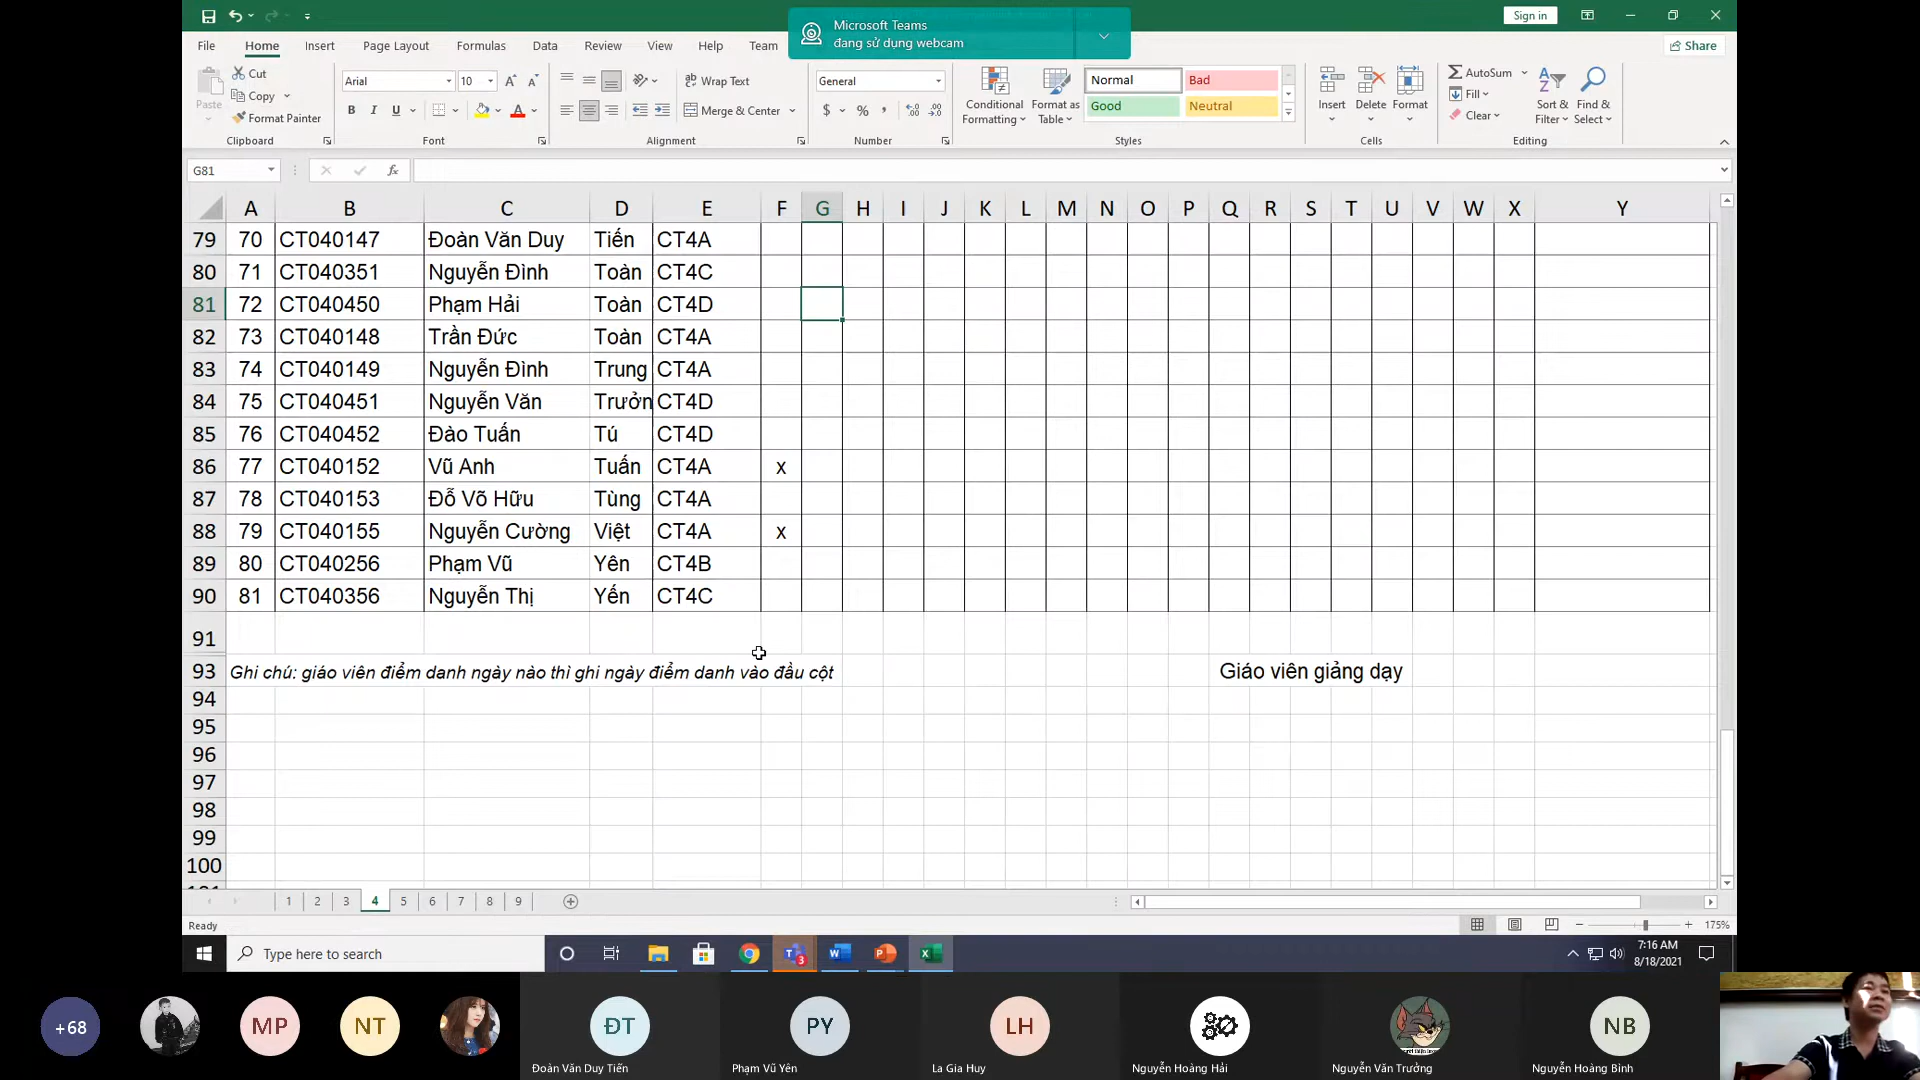 Microsoft Teams
đang sử dụng webcam
Sign in
File Home Insert Page Layout Formulas Data Review View Help Team
Share
Paste
Cut
Copy
Format Painter
Clipboard
Arial 10
B I U
Font
Wrap Text
Merge & Center
Alignment
General
$ % ,
Number
Conditional Formatting
Format as Table
Normal Bad
Good Neutral
Styles
Insert Delete Format
Cells
AutoSum
Fill
Clear
Sort & Filter
Find & Select
Editing
G81 fx
A B C D E F G H I J K L M N O P Q R S T U V W X Y
79 70 CT040147 Đoàn Văn Duy Tiến CT4A
80 71 CT040351 Nguyễn Đình Toàn CT4C
81 72 CT040450 Phạm Hải Toàn CT4D
82 73 CT040148 Trần Đức Toàn CT4A
83 74 CT040149 Nguyễn Đình Trung CT4A
84 75 CT040451 Nguyễn Văn Trưởn CT4D
85 76 CT040452 Đào Tuấn Tú CT4D
86 77 CT040152 Vũ Anh Tuấn CT4A x
87 78 CT040153 Đỗ Võ Hữu Tùng CT4A
88 79 CT040155 Nguyễn Cường Việt CT4A x
89 80 CT040256 Phạm Vũ Yên CT4B
90 81 CT040356 Nguyễn Thị Yến CT4C
91
93 Ghi chú: giáo viên điểm danh ngày nào thì ghi ngày điểm danh vào đầu cột Giáo viên giảng dạy
94
95
96
97
98
99
100
1 2 3 4 5 6 7 8 9
Ready
175%
Type here to search
3
7:16 AM
8/18/2021
+68 MP NT ĐT PY LH NB
Đoàn Văn Duy Tiến Phạm Vũ Yên La Gia Huy Nguyễn Hoàng Hải Nguyễn Văn Trưởng Nguyễn Hoàng Bình